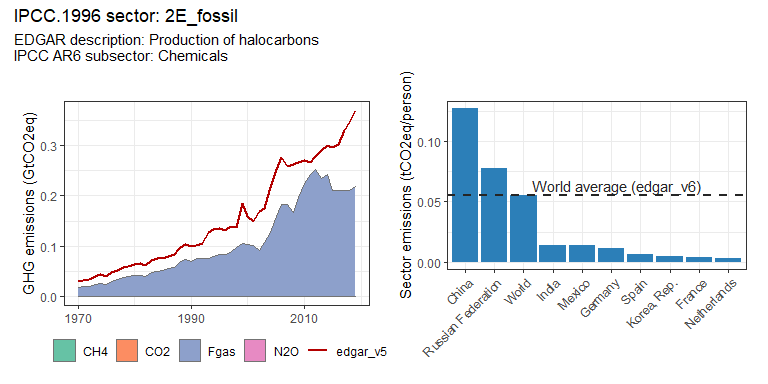 IPCC.1996 sector: 2E_fossil
EDGAR description: Production of halocarbons
IPCC AR6 subsector: Chemicals
GHG emissions (GtCO2eq)
0.3
0.2
0.1
0.0
1970
1990
2010
CH4
CO2
Fgas
N2O
edgar_v5
Sector emissions (tCO2eq/person)
0.10
0.05
0.00
World average (edgar_v6)
China
Russian Federation
World
India
Mexico
Germany
Spain
Korea, Rep.
France
Netherlands